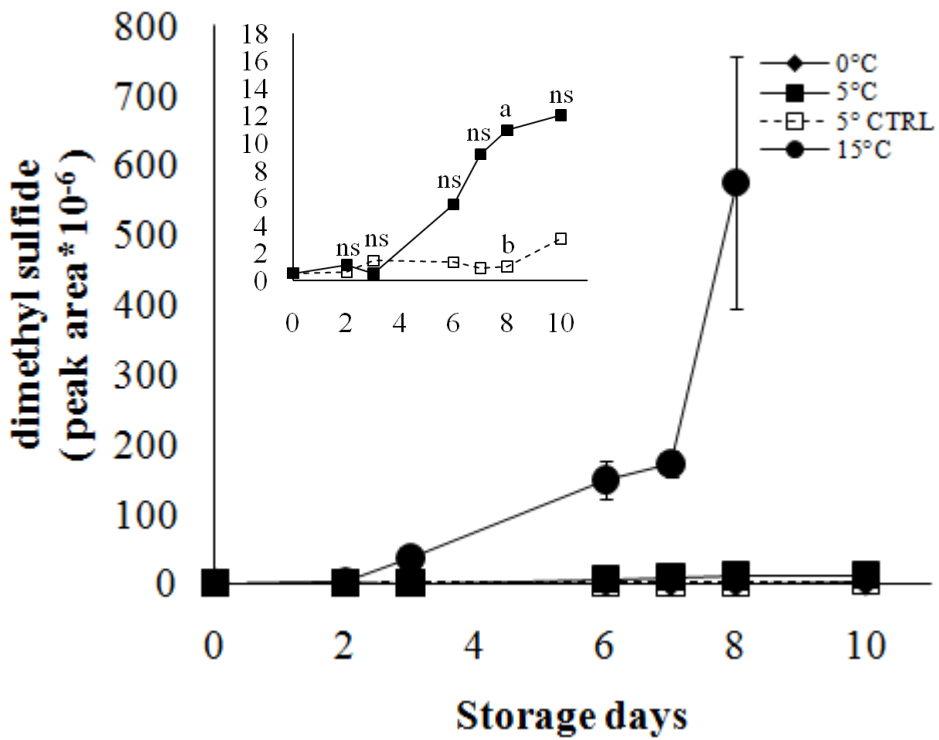 dimethyl sulfide
(peak area*10-6)
800
700
600
500
400
300
200
100
0
0 2 4 6 8 10
Storage days
18
16
14
12
10
8
6
4
2
0
0 2 4 6 8 10
ns ns ns ns a ns
b
0°C
5°C
5° CTRL
15°C